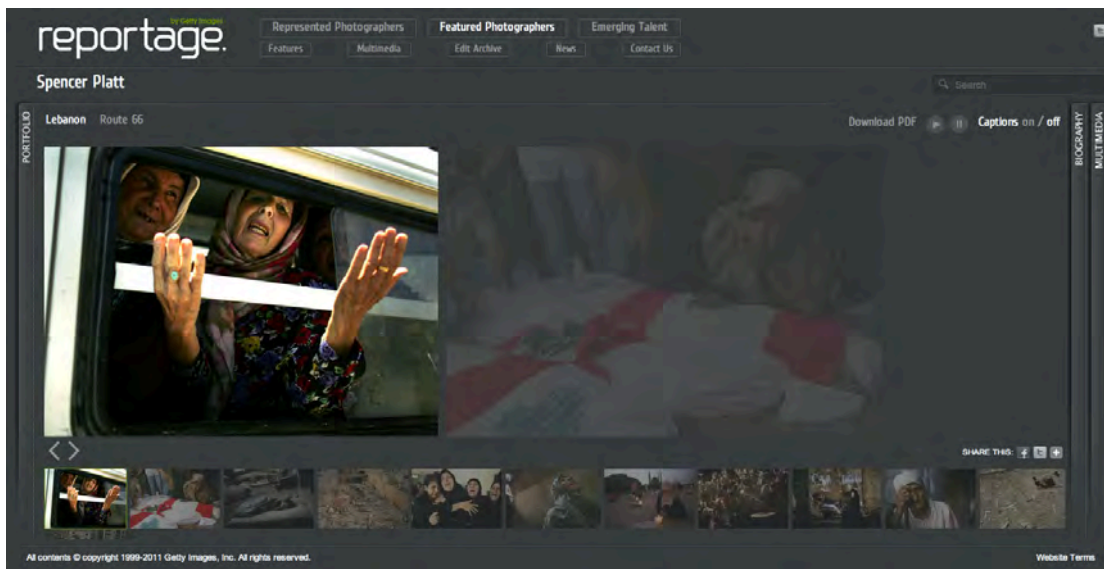 by Getty Images
reportage.
Represented Photographers Featured Photographers Emerging Talent
Features Multimedia Edit Archive News Contact Us
Spencer Platt
Search
PORTFOLIO
Lebanon Route 66
Download PDF Captions on / off
BIOGRAPHY
MULTIMEDIA
SHARE THIS: f t +
All contents © copyright 1999-2011 Getty Images, Inc. All rights reserved.
Website Terms